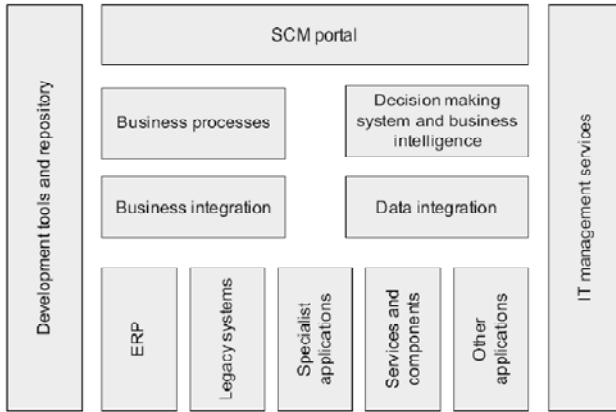 Development tools and repository
SCM portal
Business processes
Decision making
system and business
intelligence
Business integration
Data integration
ERP
Legacy systems
Specialist
applications
Services and
components
Other
applications
IT management services